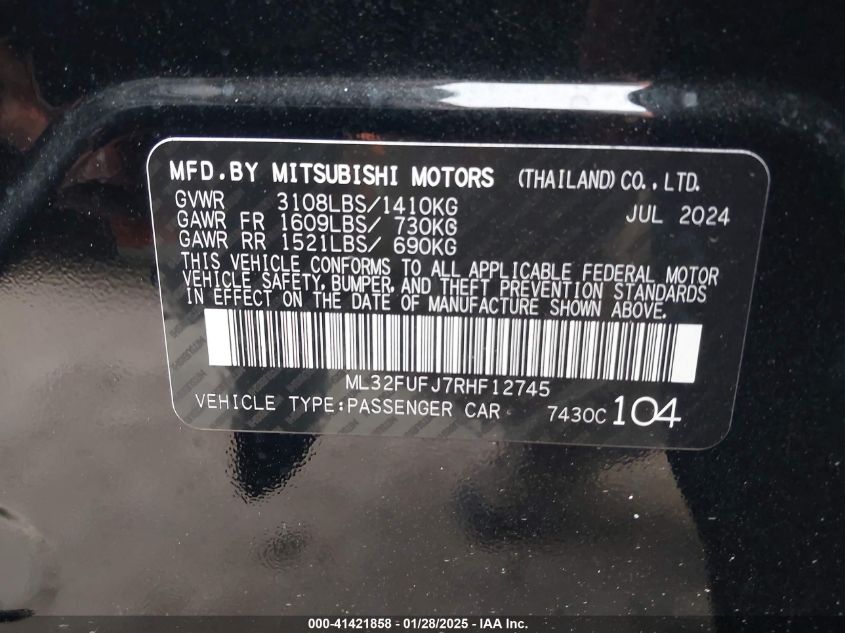 MFD.BY MITSUBISHI MOTORS (THAILAND) CO., LTD.
GVWR 3108LBS/1410KG JUL 2024
GAWR FR 1609LBS/ 730KG
GAWR RR 1521LBS/ 690KG
THIS VEHICLE CONFORMS TO ALL APPLICABLE FEDERAL MOTOR
VEHICLE SAFETY, BUMPER, AND THEFT PREVENTION STANDARDS
IN EFFECT ON THE DATE OF MANUFACTURE SHOWN ABOVE.
ML32FUFJ7RHF12745
VEHICLE TYPE:PASSENGER CAR 7430C 104
000-41421858 | 01/28/2025 | IAA Inc.